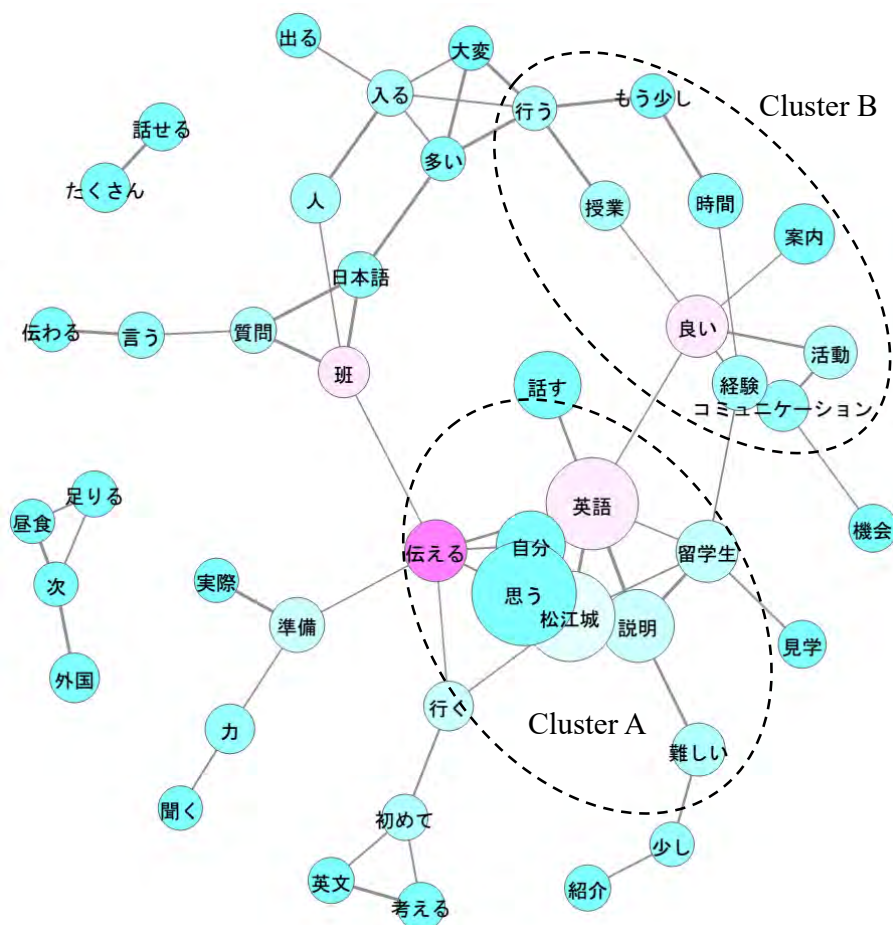 出る
大変
入る
行う
もう少し
Cluster B
話せる
多い
たくさん
人
授業
時間
案内
日本語
伝わる
言う
質問
良い
活動
班
話す
経験
コミュニケーション
英語
足りる
昼食
機会
伝える
自分
留学生
次
実際
思う
松江城
準備
説明
見学
外国
行く
Cluster A
力
難しい
聞く
初めて
少し
英文
考える
紹介